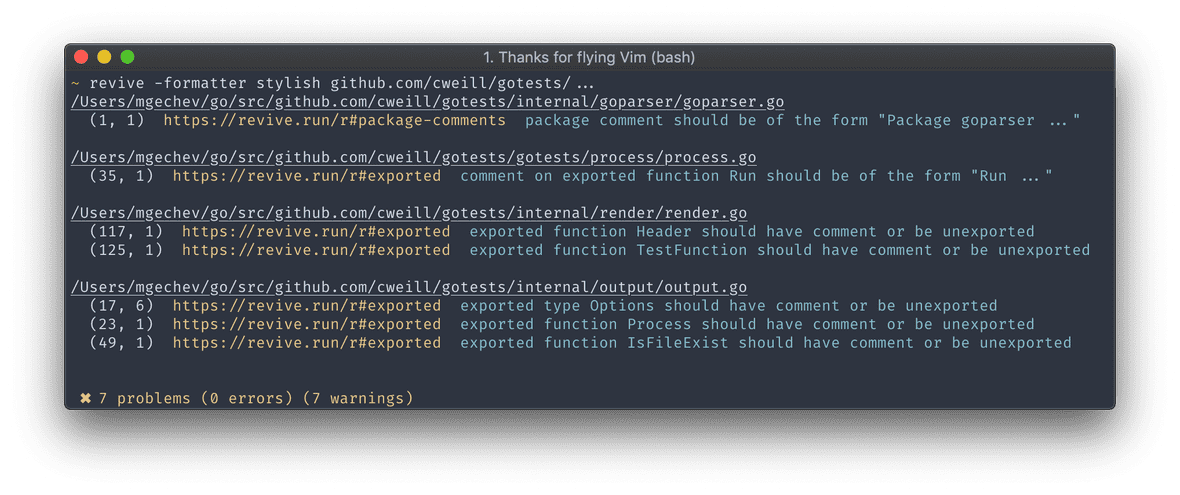 1. Thanks for flying Vim (bash)
~ revive -formatter stylish github.com/cweill/gotests/...
/Users/mgechev/go/src/github.com/cweill/gotests/internal/goparser/goparser.go
(1, 1) https://revive.run/r#package-comments package comment should be of the form "Package goparser ..."
/Users/mgechev/go/src/github.com/cweill/gotests/gotests/process/process.go
(35, 1) https://revive.run/r#exported comment on exported function Run should be of the form "Run ..."
/Users/mgechev/go/src/github.com/cweill/gotests/internal/render/render.go
(117, 1) https://revive.run/r#exported exported function Header should have comment or be unexported
(125, 1) https://revive.run/r#exported exported function TestFunction should have comment or be unexported
/Users/mgechev/go/src/github.com/cweill/gotests/internal/output/output.go
(17, 6) https://revive.run/r#exported exported type Options should have comment or be unexported
(23, 1) https://revive.run/r#exported exported function Process should have comment or be unexported
(49, 1) https://revive.run/r#exported exported function IsFileExist should have comment or be unexported
✖ 7 problems (0 errors) (7 warnings)